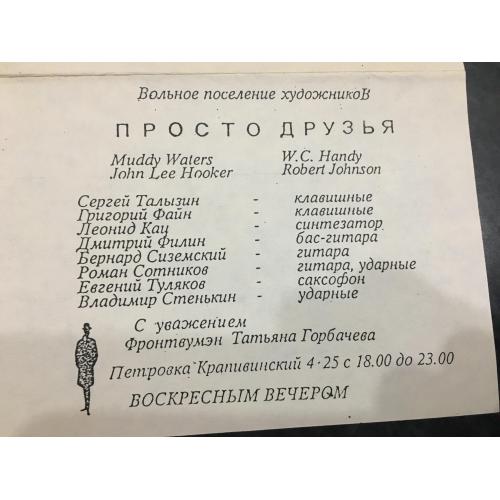 Вольное поселение художникоВ
ПРОСТО ДРУЗЬЯ
Muddy Waters W.C. Handy
John Lee Hooker Robert Johnson
Сергей Талызин - клавишные
Григорий Файн - клавишные
Леонид Кац - синтезатор
Дмитрий Филин - бас-гитара
Бернард Сиземский - гитара
Роман Сотников - гитара, ударные
Евгений Туляков - саксофон
Владимир Стенькин - ударные
С уважением
Фронтвумэн Татьяна Горбачева
Петровка Крапивинский 4·25 с 18.00 до 23.00
ВОСКРЕСНЫМ ВЕЧЕРОМ